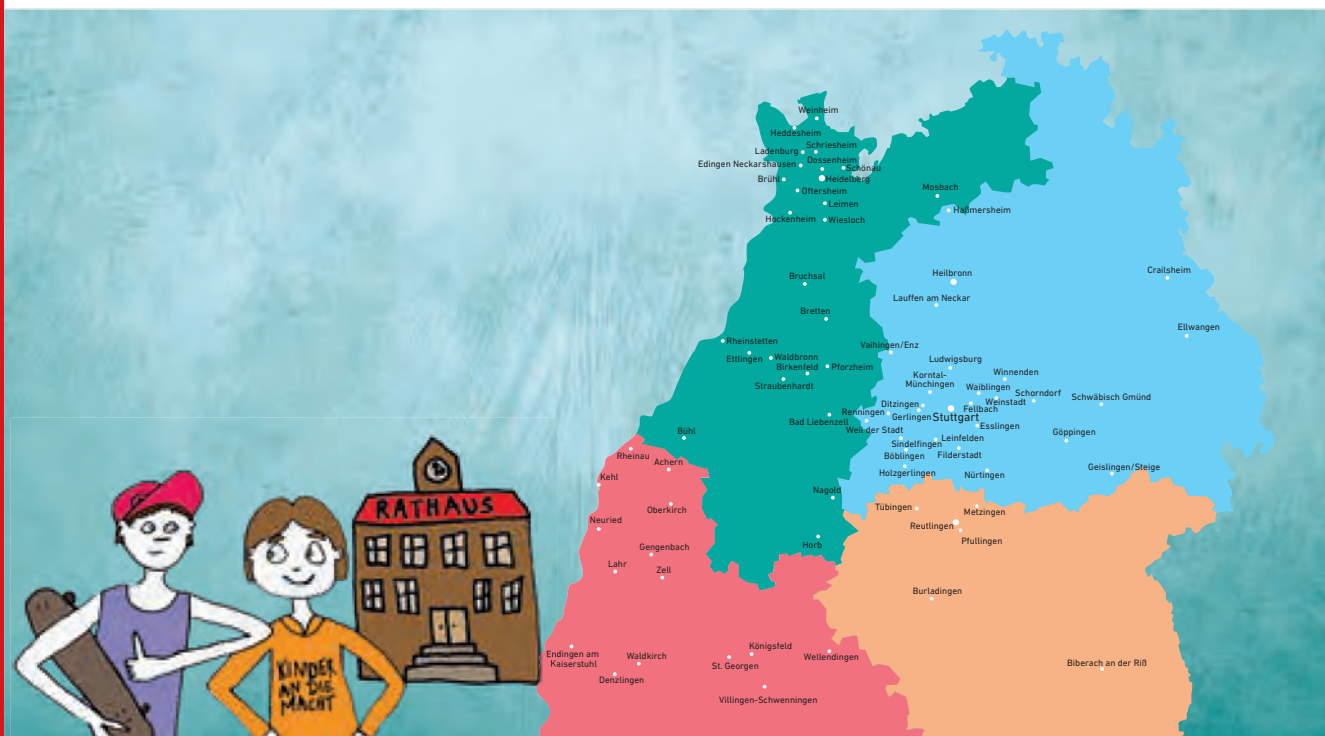 Weinheim
Heddesheim
Schriesheim
Ladenburg
Dossenheim
Edingen Neckarshausen
Schönau
Brühl
Heidelberg
Oftersheim
Leimen
Hockenheim
Wiesloch
Mosbach
Haßmersheim
Bruchsal
Heilbronn
Crailsheim
Lauffen am Neckar
Bretten
Ellwangen
Rheinstetten
Vaihingen/Enz
Ettlingen
Waldbronn
Birkenfeld
Pforzheim
Straubenhardt
Ludwigsburg
Korntal-
Münchingen
Winnenden
Waiblingen
Schorndorf
Weinstadt
Schwäbisch Gmünd
Ditzingen
Fellbach
Renningen
Gerlingen
Stuttgart
Bad Liebenzell
Weil der Stadt
Esslingen
Göppingen
Bühl
Sindelfingen
Leinfelden
Rheinau
Achern
Böblingen
Filderstadt
Kehl
Holzgerlingen
Nürtingen
Geislingen/Steige
Nagold
Oberkirch
Tübingen
Metzingen
Neuried
Reutlingen
Pfullingen
Gengenbach
Horb
Lahr
Zell
Burladingen
Endingen am
Kaiserstuhl
Waldkirch
Denzlingen
Königsfeld
St. Georgen
Wellendingen
Villingen-Schwenningen
Biberach an der Riß
RATHAUS
KINDER
AN DIE
MACHT